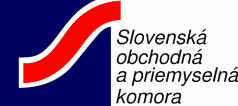 Slovenská
obchodná
a priemyselná
komora